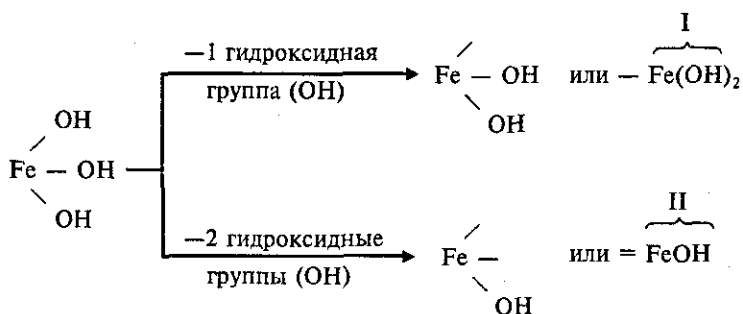 I
−1 гидроксидная
группа (OH)
Fe — OH
OH
или — Fe(OH)₂
OH
Fe — OH
OH
II
−2 гидроксидные
группы (OH)
Fe —
OH
или = FeOH